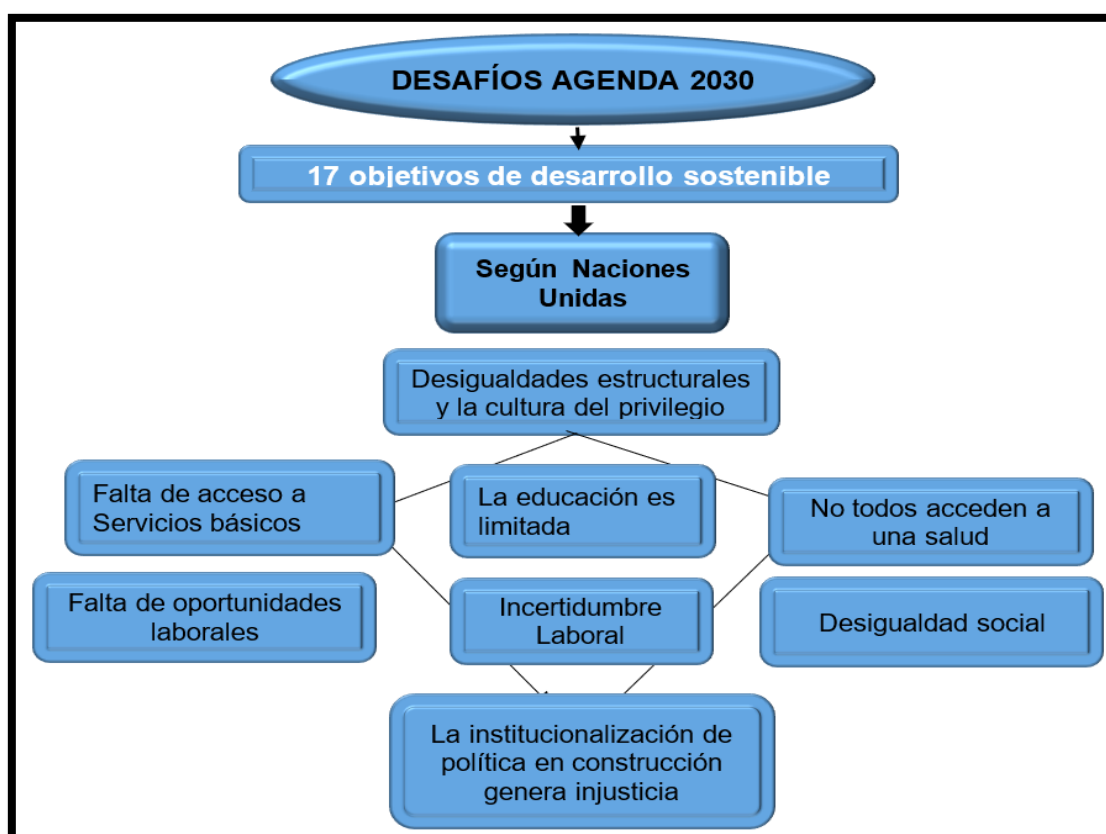 DESAFÍOS AGENDA 2030
17 objetivos de desarrollo sostenible
Según Naciones
Unidas
Desigualdades estructurales
y la cultura del privilegio
Falta de acceso a
Servicios básicos
La educación es
limitada
No todos acceden a
una salud
Falta de oportunidades
laborales
Incertidumbre
Laboral
Desigualdad social
La institucionalización de
política en construcción
genera injusticia